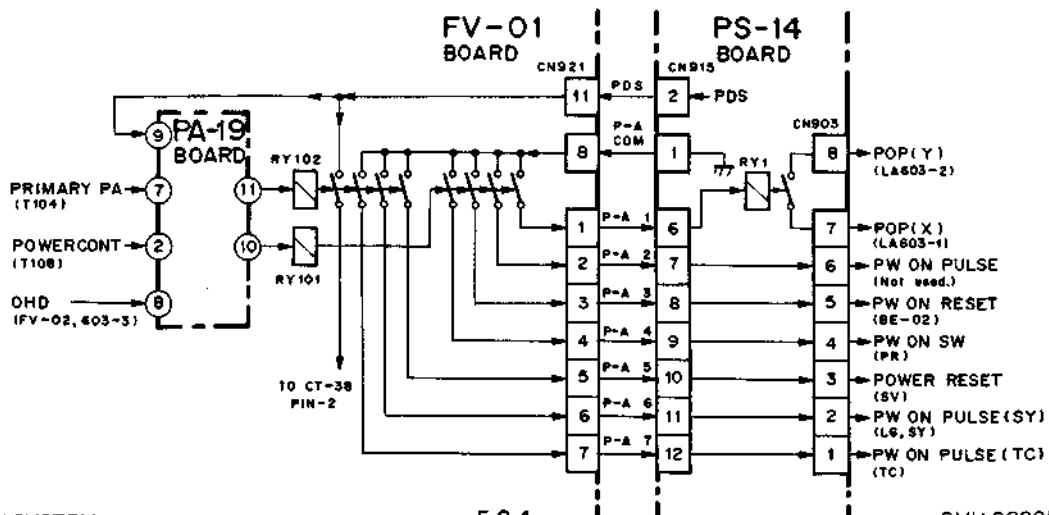 FV-01
BOARD
PS-14
BOARD
CN921
CN915
11
PDS
2
PDS
9
PA-19
BOARD
8
P-A
COM
1
CN903
RY102
RY1
8
POP(Y)
(LA603-2)
PRIMARY PA
(T104)
7
11
1
P-A 1
6
7
POP(X)
(LA603-1)
POWERCONT
(T108)
2
10
RY101
2
P-A 2
7
6
PW ON PULSE
(Not used.)
OHD
(FV-02, 603-3)
8
3
P-A 3
8
5
PW ON RESET
(BE-02)
4
P-A 4
9
4
PW ON SW
(PR)
TO CT-38
PIN-2
5
P-A 5
10
3
POWER RESET
(SV)
6
P-A 6
11
2
PW ON PULSE(SY)
(LG,SY)
7
P-A 7
12
1
PW ON PULSE(TC)
(TC)